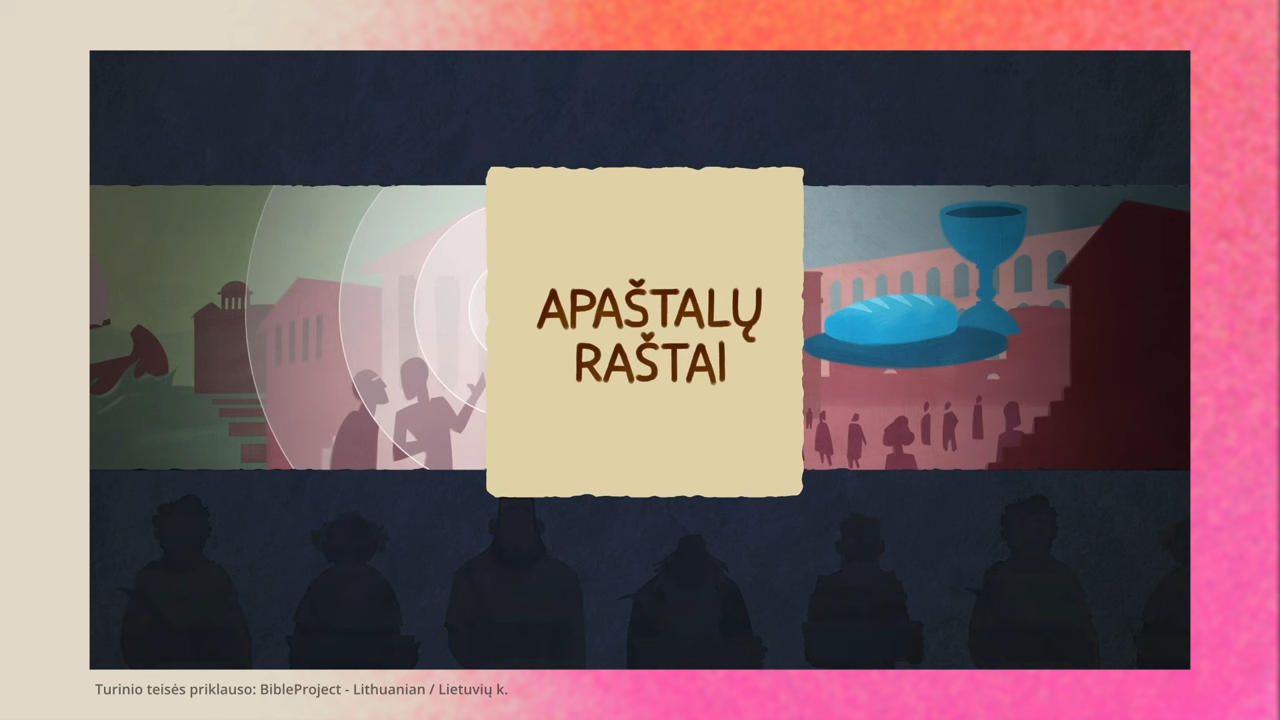 APAŠTALŲ
RAŠTAI
Turinio teisės priklauso: BibleProject - Lithuanian / Lietuvių k.